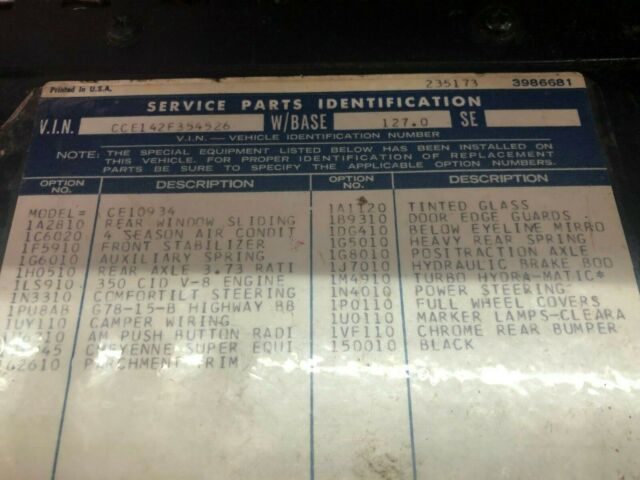 Printed in U.S.A.
235173 3986681
SERVICE PARTS IDENTIFICATION
V.I.N. CCE142F354526 W/BASE 127.0 SE
V.I.N. — VEHICLE IDENTIFICATION NUMBER
NOTE: THE SPECIAL EQUIPMENT LISTED BELOW HAS BEEN INSTALLED ON
THIS VEHICLE. FOR PROPER IDENTIFICATION OF REPLACEMENT
PARTS BE SURE TO SPECIFY THE APPLICABLE OPTION NUMBERS.
OPTION NO. DESCRIPTION
MODEL= CE10934
1A2810 REAR WINDOW SLIDING
1C6020 4 SEASON AIR CONDIT
1F5910 FRONT STABILIZER
1G6010 AUXILIARY SPRING
1H0510 REAR AXLE 3.73 RATI
1LS910 350 CID V-8 ENGINE
1N3310 COMFORTILT STEERING
1PU8AB G78-15-B HIGHWAY BB
1UY110 CAMPER WIRING
AM PUSH BUTTON RADI
CHEYENNE SUPER EQUI
PARCHMENT TRIM
OPTION NO. DESCRIPTION
TINTED GLASS
1B9310 DOOR EDGE GUARDS
1DG410 BELOW EYELINE MIRRO
1G5010 HEAVY REAR SPRING
1G8010 POSITRACTION AXLE
1J7010 HYDRAULIC BRAKE BOO
1M4910 TURBO HYDRA-MATIC*
1N4010 POWER STEERING
1P0110 FULL WHEEL COVERS
1U0110 MARKER LAMPS-CLEARA
1VF110 CHROME REAR BUMPER
150010 BLACK